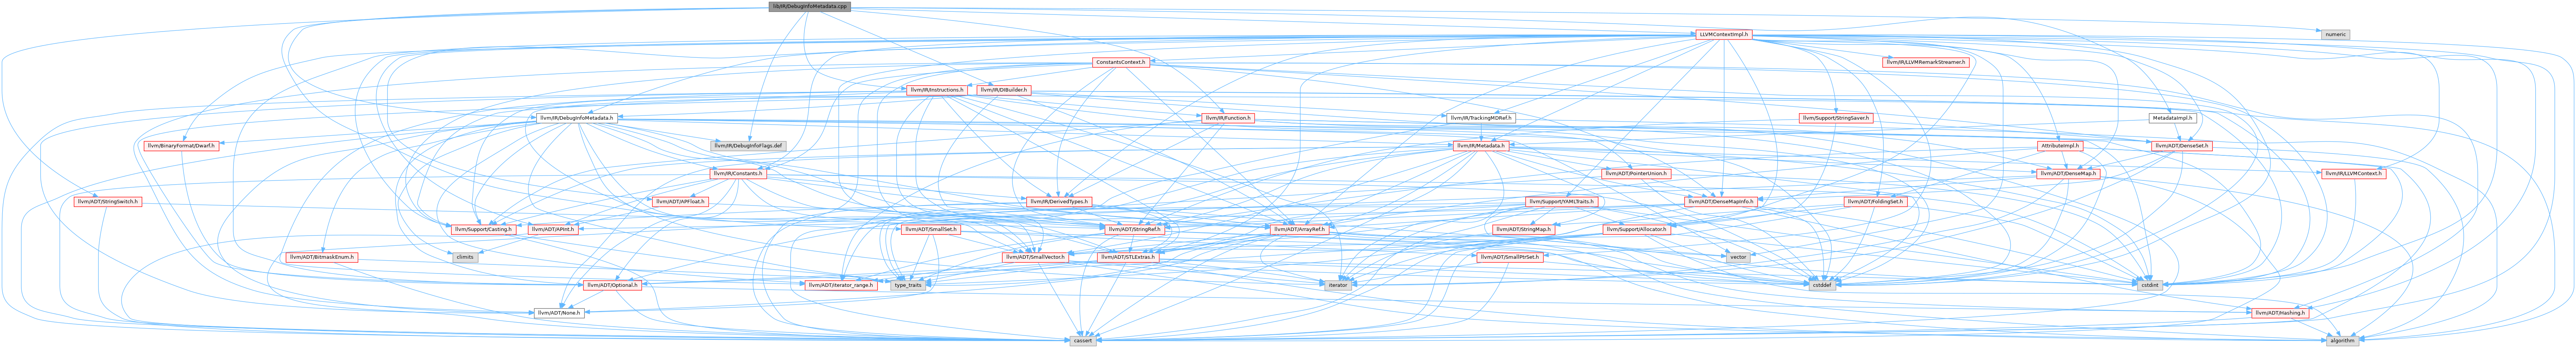 lib/IR/DebugInfoMetadata.cpp
LLVMContextImpl.h
numeric
ConstantsContext.h
llvm/IR/LLVMRemarkStreamer.h
llvm/IR/Instructions.h
llvm/IR/DIBuilder.h
llvm/IR/DebugInfoMetadata.h
llvm/IR/Function.h
llvm/IR/TrackingMDRef.h
llvm/Support/StringSaver.h
MetadataImpl.h
llvm/BinaryFormat/Dwarf.h
llvm/IR/DebugInfoFlags.def
llvm/IR/Metadata.h
AttributeImpl.h
llvm/ADT/DenseSet.h
llvm/IR/Constants.h
llvm/ADT/PointerUnion.h
llvm/ADT/DenseMap.h
llvm/IR/LLVMContext.h
llvm/ADT/StringSwitch.h
llvm/ADT/APFloat.h
llvm/IR/DerivedTypes.h
llvm/Support/YAMLTraits.h
llvm/ADT/DenseMapInfo.h
llvm/ADT/FoldingSet.h
llvm/Support/Casting.h
llvm/ADT/APInt.h
llvm/ADT/SmallSet.h
llvm/ADT/StringRef.h
llvm/ADT/ArrayRef.h
llvm/ADT/StringMap.h
llvm/Support/Allocator.h
llvm/ADT/BitmaskEnum.h
climits
llvm/ADT/SmallVector.h
llvm/ADT/STLExtras.h
llvm/ADT/SmallPtrSet.h
vector
llvm/ADT/Optional.h
llvm/ADT/iterator_range.h
type_traits
iterator
cstddef
cstdint
llvm/ADT/None.h
llvm/ADT/Hashing.h
cassert
algorithm